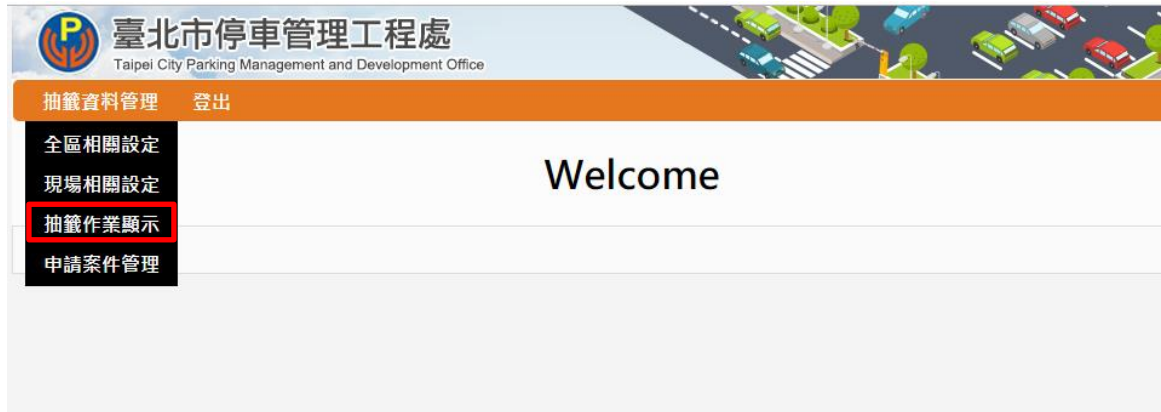 臺北市停車管理工程處
Taipei City Parking Management and Development Office
抽籤資料管理 登出
全區相關設定
現場相關設定
抽籤作業顯示
申請案件管理
Welcome